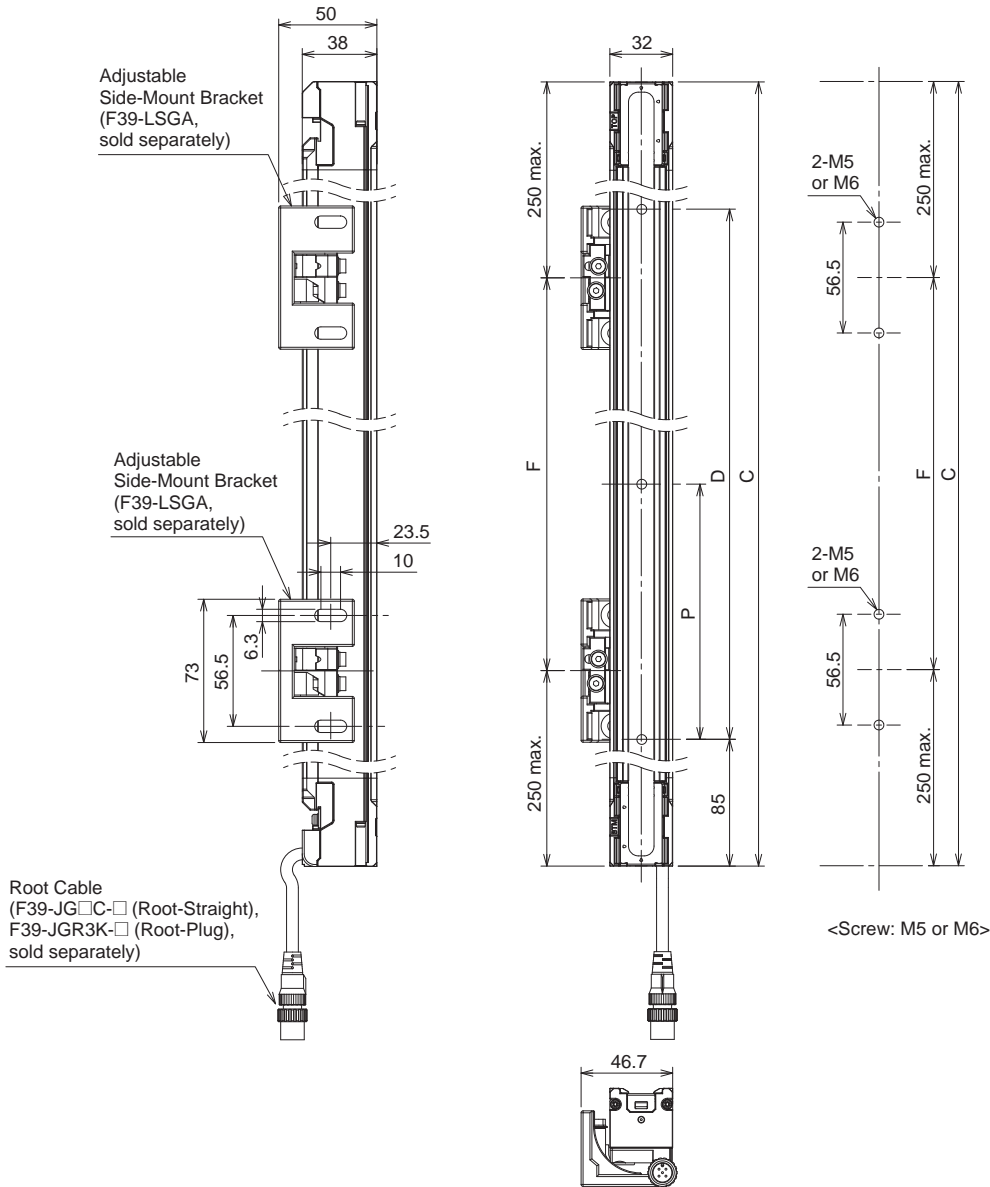 50
38
32
Adjustable
Side-Mount Bracket
(F39-LSGA,
sold separately)
TOP
250 max.
250 max.
2-M5
or M6
56.5
Adjustable
Side-Mount Bracket
(F39-LSGA,
sold separately)
F
D
C
F
C
23.5
10
P
2-M5
or M6
6.3
56.5
73
56.5
250 max.
85
250 max.
BTM
Root Cable
(F39-JG□C-□ (Root-Straight),
F39-JGR3K-□ (Root-Plug),
sold separately)
<Screw: M5 or M6>
46.7